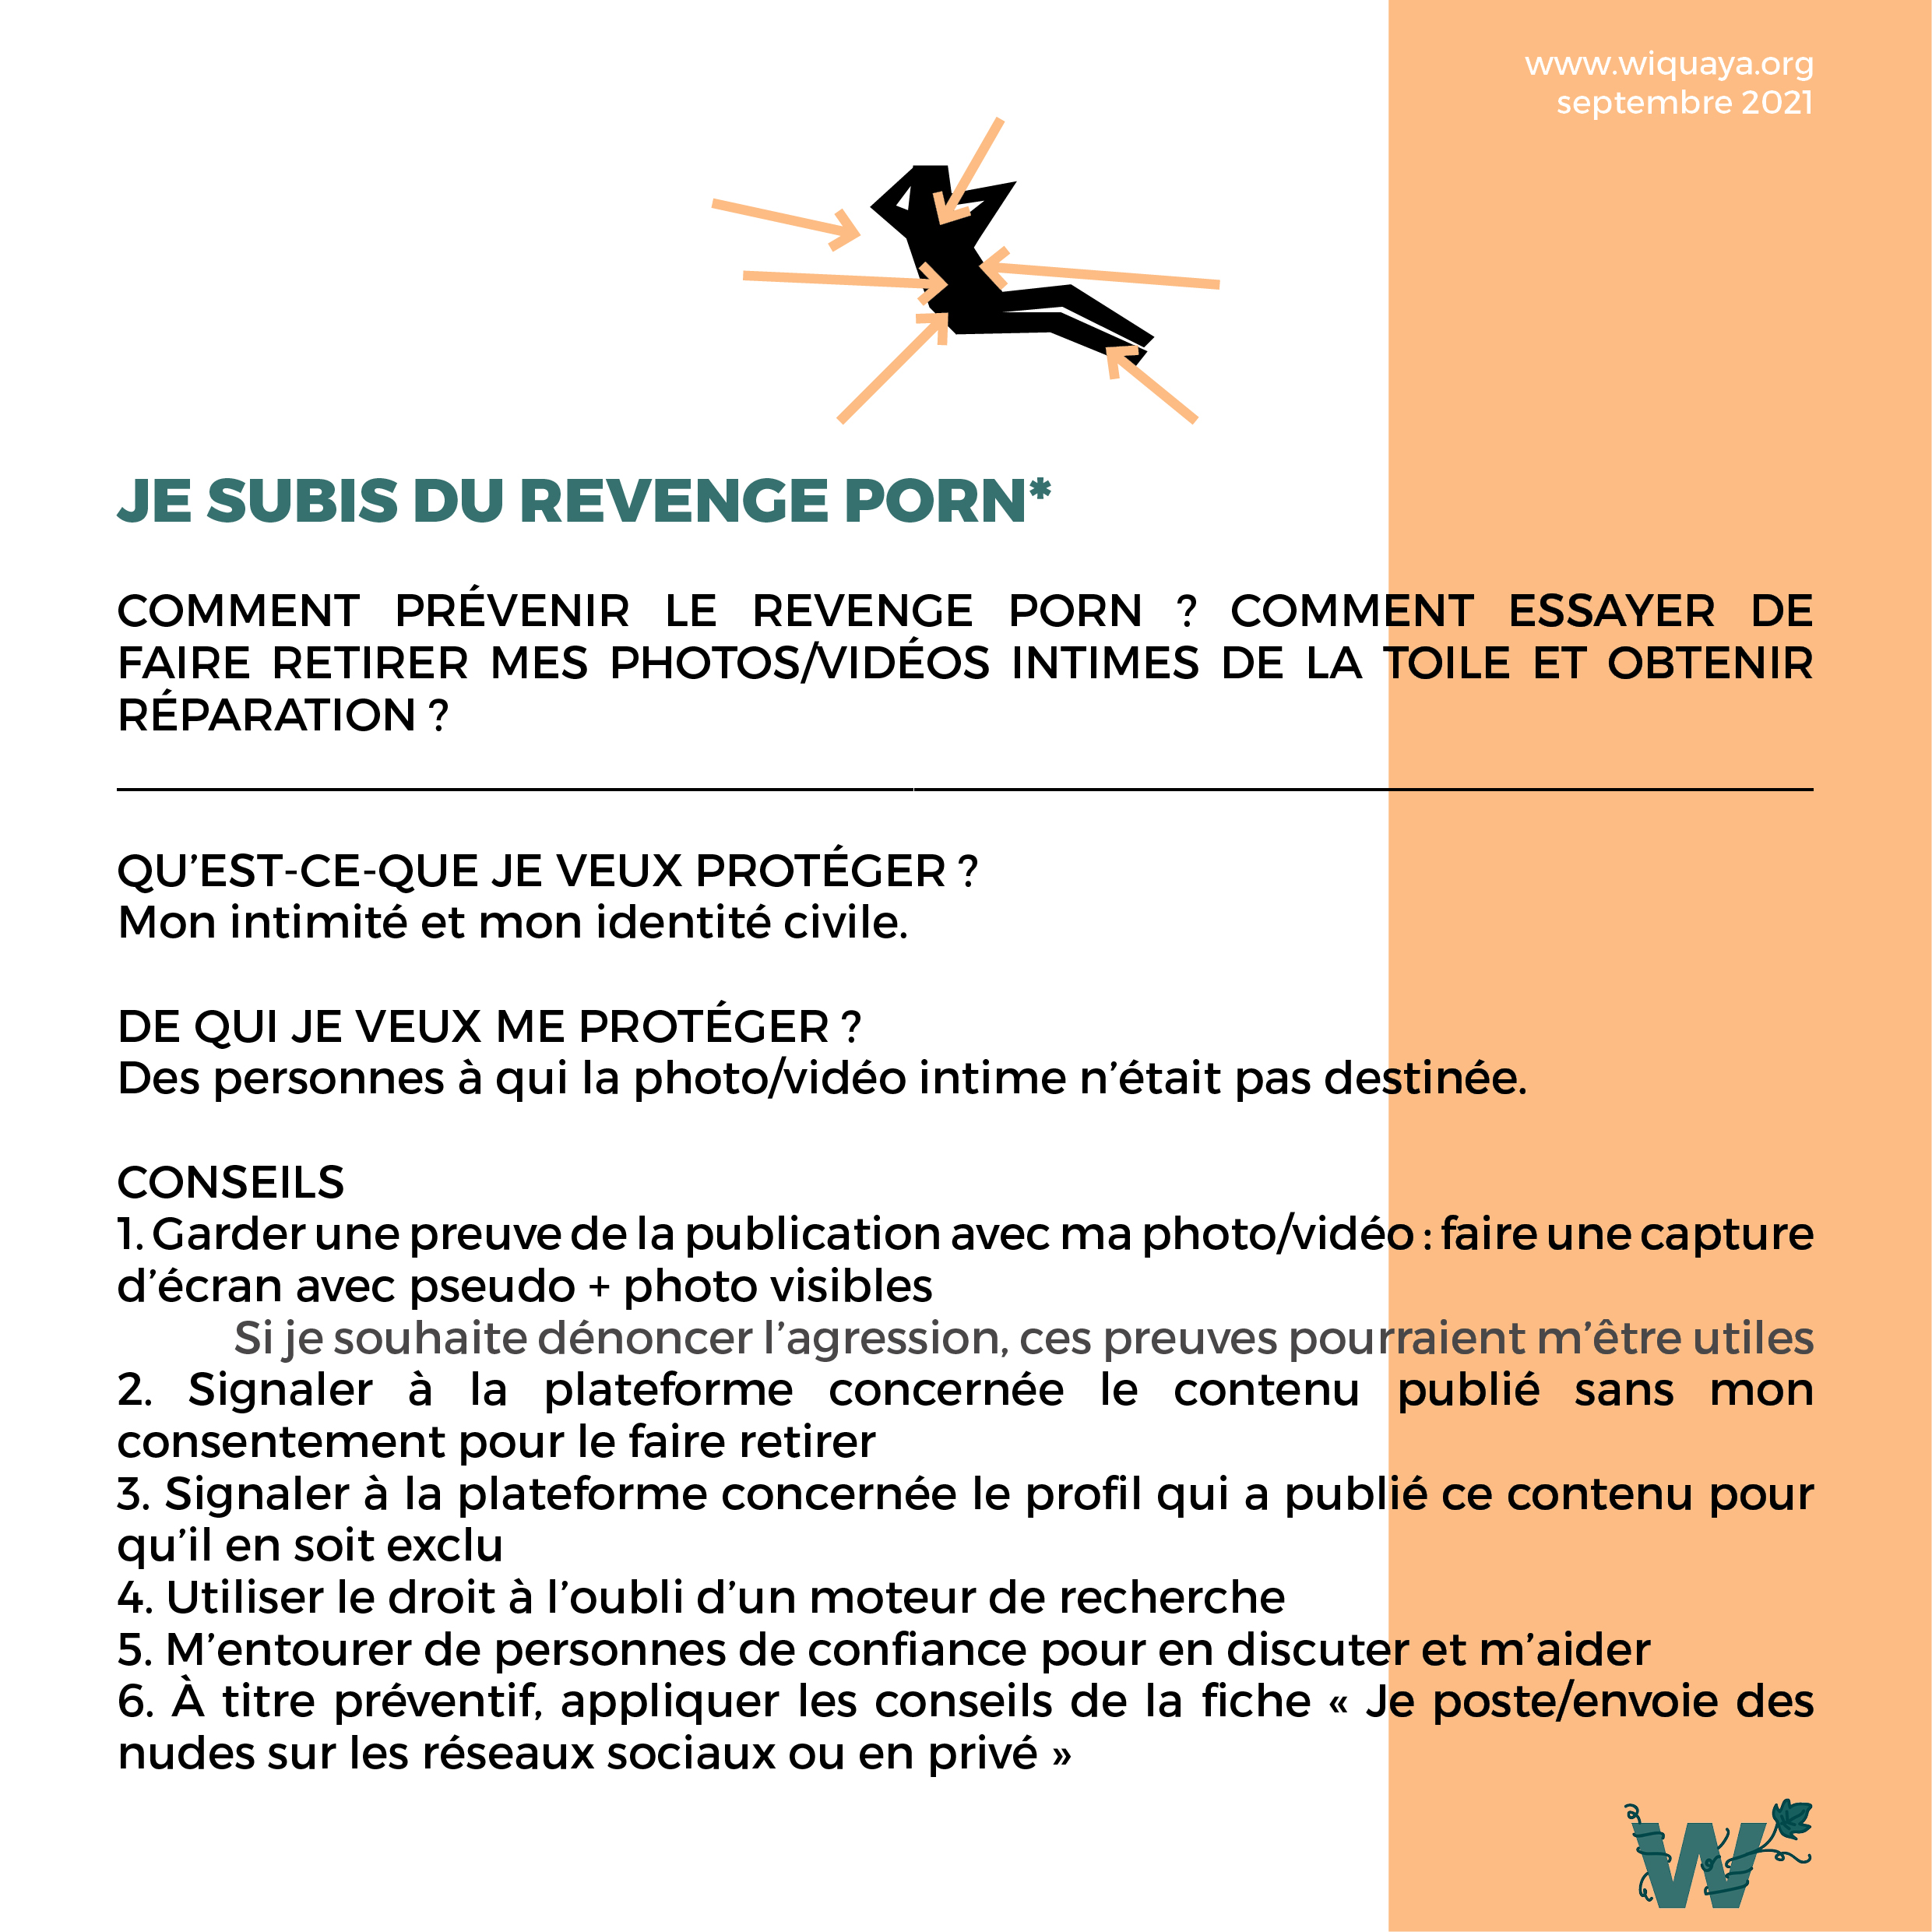 www.wiquaya.org
septembre 2021
JE SUBIS DU REVENGE PORN*
COMMENT PRÉVENIR LE REVENGE PORN ? COMMENT ESSAYER DE
FAIRE RETIRER MES PHOTOS/VIDÉOS INTIMES DE LA TOILE ET OBTENIR
RÉPARATION ?
QU’EST-CE-QUE JE VEUX PROTÉGER ?
Mon intimité et mon identité civile.
DE QUI JE VEUX ME PROTÉGER ?
Des personnes à qui la photo/vidéo intime n’était pas destinée.
CONSEILS
1. Garder une preuve de la publication avec ma photo/vidéo : faire une capture
d’écran avec pseudo + photo visibles
Si je souhaite dénoncer l’agression, ces preuves pourraient m’être utiles
2. Signaler à la plateforme concernée le contenu publié sans mon
consentement pour le faire retirer
3. Signaler à la plateforme concernée le profil qui a publié ce contenu pour
qu’il en soit exclu
4. Utiliser le droit à l’oubli d’un moteur de recherche
5. M’entourer de personnes de confiance pour en discuter et m’aider
6. À titre préventif, appliquer les conseils de la fiche « Je poste/envoie des
nudes sur les réseaux sociaux ou en privé »
W